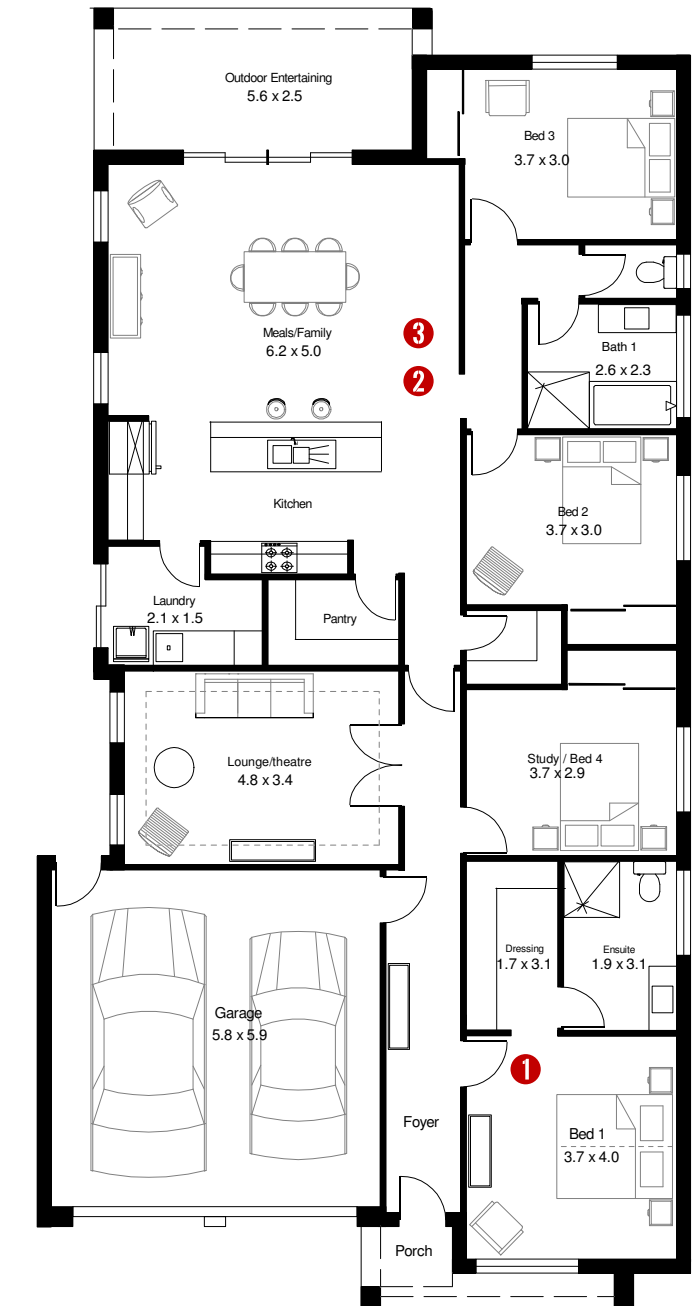 Outdoor Entertaining
5.6 x 2.5
Bed 3
3.7 x 3.0
3
Meals/Family
6.2 x 5.0
Bath 1
2.6 x 2.3
2
Kitchen
Bed 2
3.7 x 3.0
Laundry
2.1 x 1.5
Pantry
Lounge/theatre
4.8 x 3.4
Study / Bed 4
3.7 x 2.9
Dressing
1.7 x 3.1
Ensuite
1.9 x 3.1
Garage
5.8 x 5.9
1
Foyer
Bed 1
3.7 x 4.0
Porch